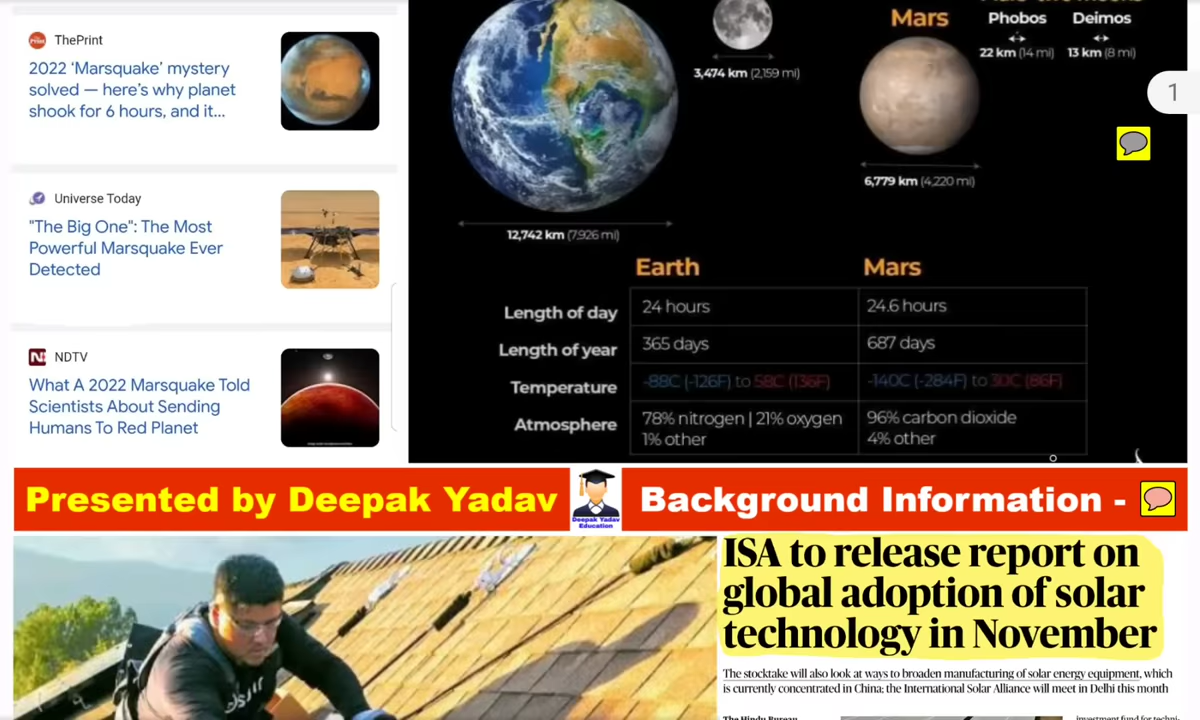 ThePrint
2022 ‘Marsquake’ mystery
solved — here’s why planet
shook for 6 hours, and it...
Universe Today
"The Big One": The Most
Powerful Marsquake Ever
Detected
NDTV
What A 2022 Marsquake Told
Scientists About Sending
Humans To Red Planet
3,474 km (2,159 mi)
12,742 km (7,926 mi)
Mars
Phobos
Deimos
22 km (14 mi)
13 km (8 mi)
6,779 km (4,220 mi)
1
Earth
Mars
Length of day
24 hours
24.6 hours
Length of year
365 days
687 days
Temperature
-88C (-126F) to 58C (136F)
-140C (-284F) to 30C (86F)
Atmosphere
78% nitrogen | 21% oxygen
1% other
96% carbon dioxide
4% other
Presented by Deepak Yadav
Deepak Yadav
Education
Background Information -
ISA to release report on
global adoption of solar
technology in November
The stocktake will also look at ways to broaden manufacturing of solar energy equipment, which
is currently concentrated in China; the International Solar Alliance will meet in Delhi this month
The Hindu Bureau
investment fund for techni-